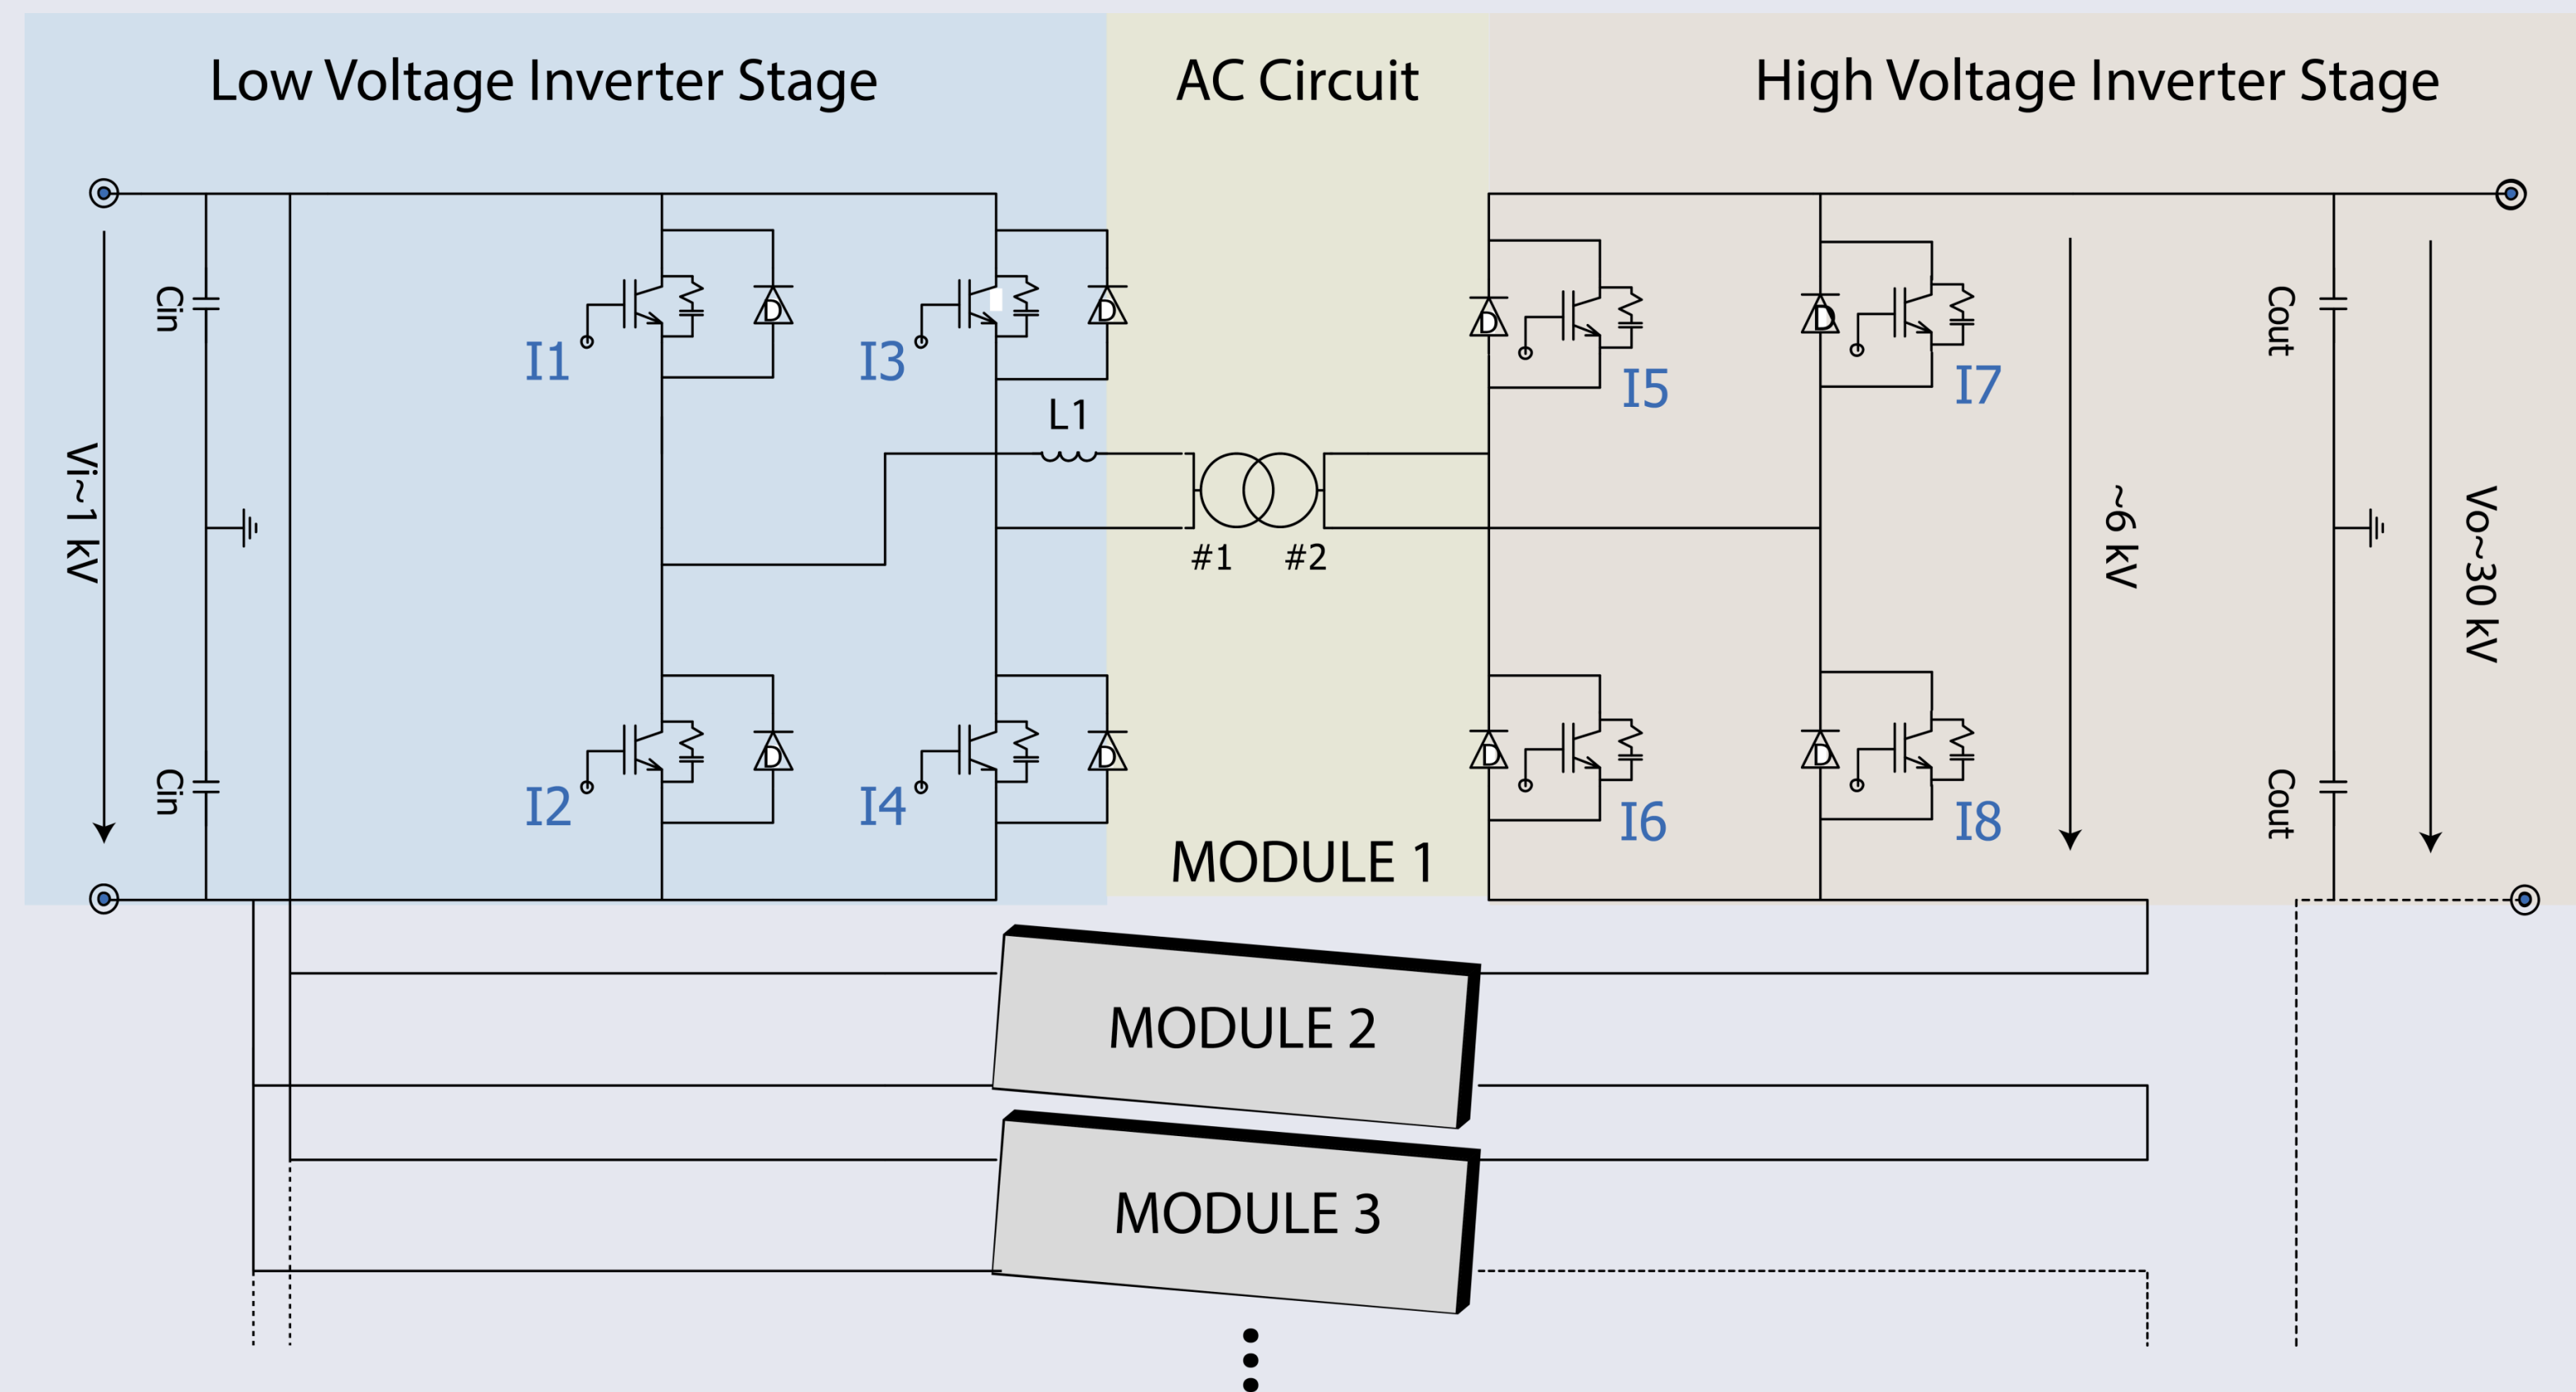 Low Voltage Inverter Stage
AC Circuit
High Voltage Inverter Stage
Cin
I1
D
I3
D
D
I5
D
I7
Cout
L1
Vi~1 kV
#1
#2
~6 kV
Vo~30 kV
Cin
I2
D
I4
D
D
I6
D
I8
Cout
MODULE 1
MODULE 2
MODULE 3